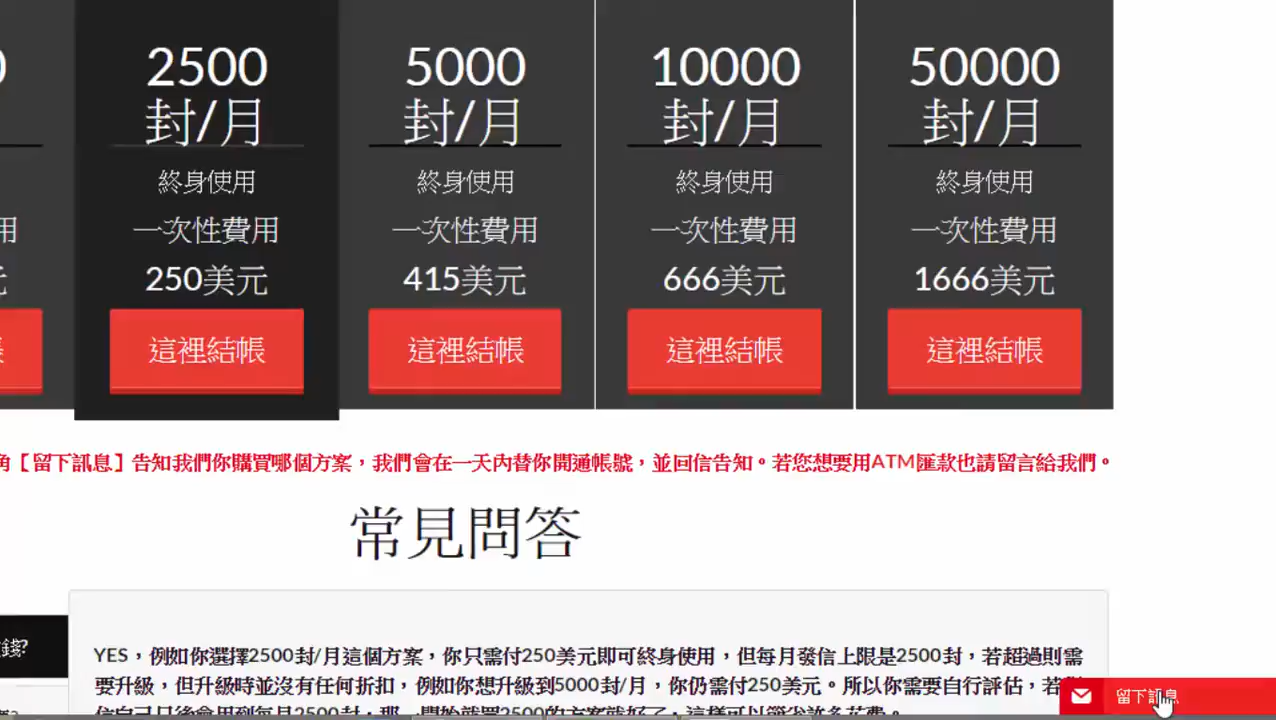 2500
封/月
終身使用
一次性費用
250美元
這裡結帳
5000
封/月
終身使用
一次性費用
415美元
這裡結帳
10000
封/月
終身使用
一次性費用
666美元
這裡結帳
50000
封/月
終身使用
一次性費用
1666美元
這裡結帳
角【留下訊息】告知我們你購買哪個方案，我們會在一天內替你開通帳號，並回信告知。若您想要用ATM匯款也請留言給我們。
常見問答
錢?
YES，例如你選擇2500封/月這個方案，你只需付250美元即可終身使用，但每月發信上限是2500封，若超過則需
要升級，但升級時並沒有任何折扣，例如你想升級到5000封/月，你仍需付250美元。所以你需要自行評估，若
留下訊息